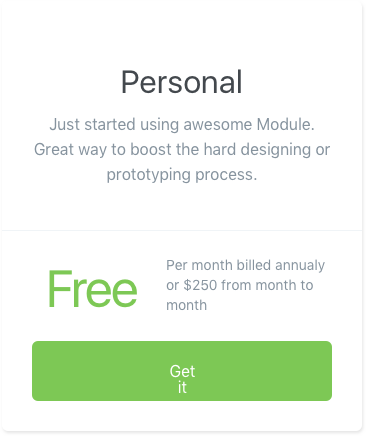 Personal
Just started using awesome Module.
Great way to boost the hard designing or
prototyping process.
Free
Per month billed annualy
or $250 from month to
month
Get
it